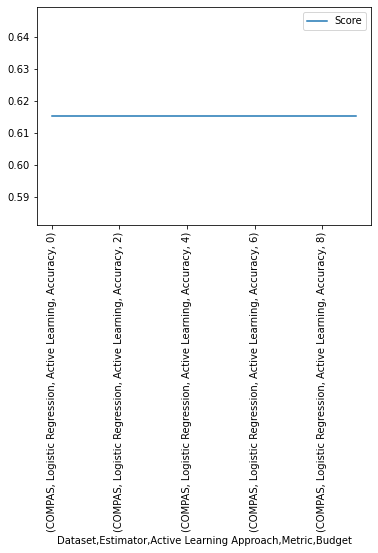 Score
0.64
0.63
0.62
0.61
0.60
0.59
(COMPAS, Logistic Regression, Active Learning, Accuracy, 0)
(COMPAS, Logistic Regression, Active Learning, Accuracy, 2)
(COMPAS, Logistic Regression, Active Learning, Accuracy, 4)
(COMPAS, Logistic Regression, Active Learning, Accuracy, 6)
(COMPAS, Logistic Regression, Active Learning, Accuracy, 8)
Dataset,Estimator,Active Learning Approach,Metric,Budget